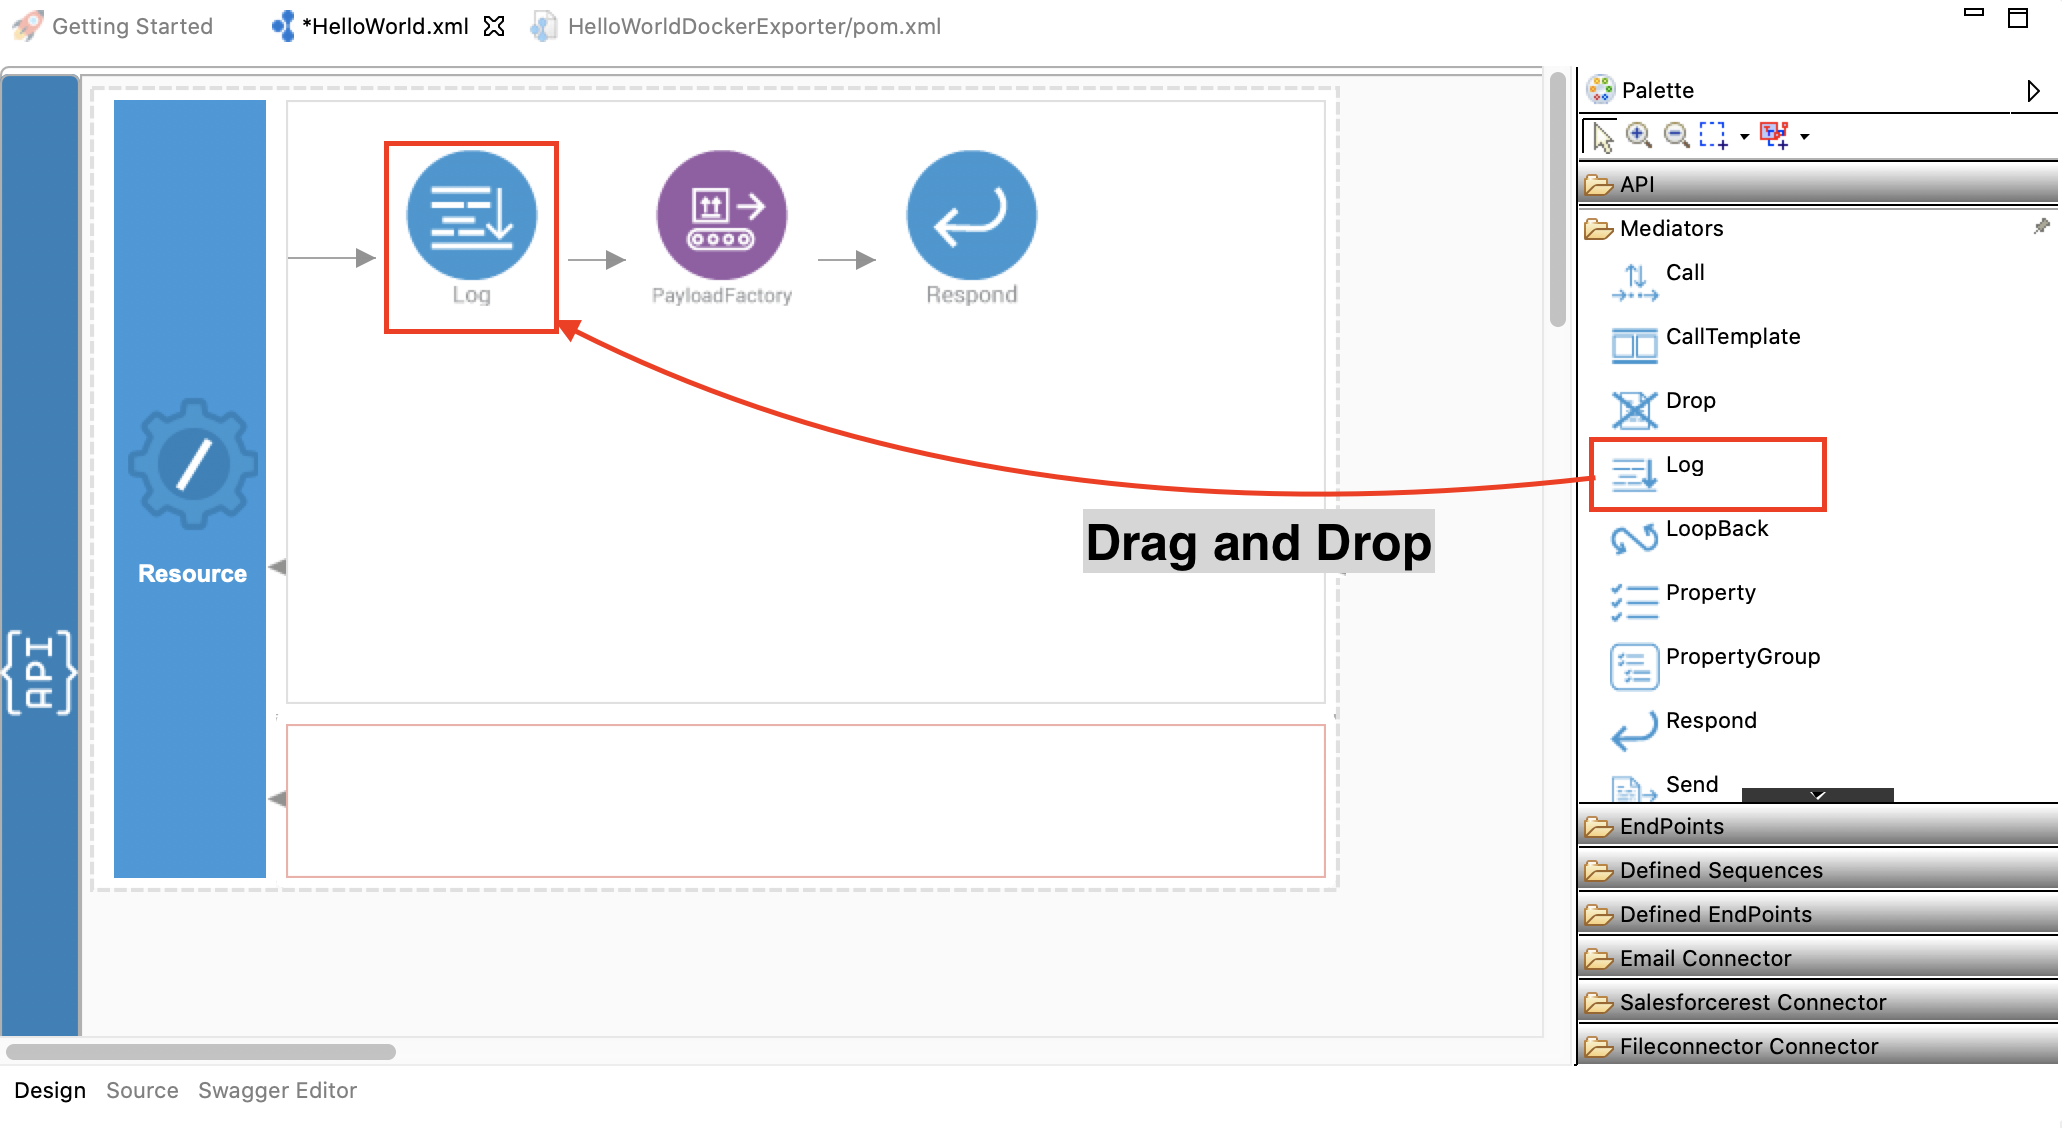 Getting Started
*HelloWorld.xml
HelloWorldDockerExporter/pom.xml
Palette
API
Mediators
Call
CallTemplate
Drop
Log
LoopBack
Property
PropertyGroup
Respond
Send
EndPoints
Defined Sequences
Defined EndPoints
Email Connector
Salesforcerest Connector
Fileconnector Connector
Log
PayloadFactory
Respond
Drag and Drop
Resource
{API}
Design
Source
Swagger Editor